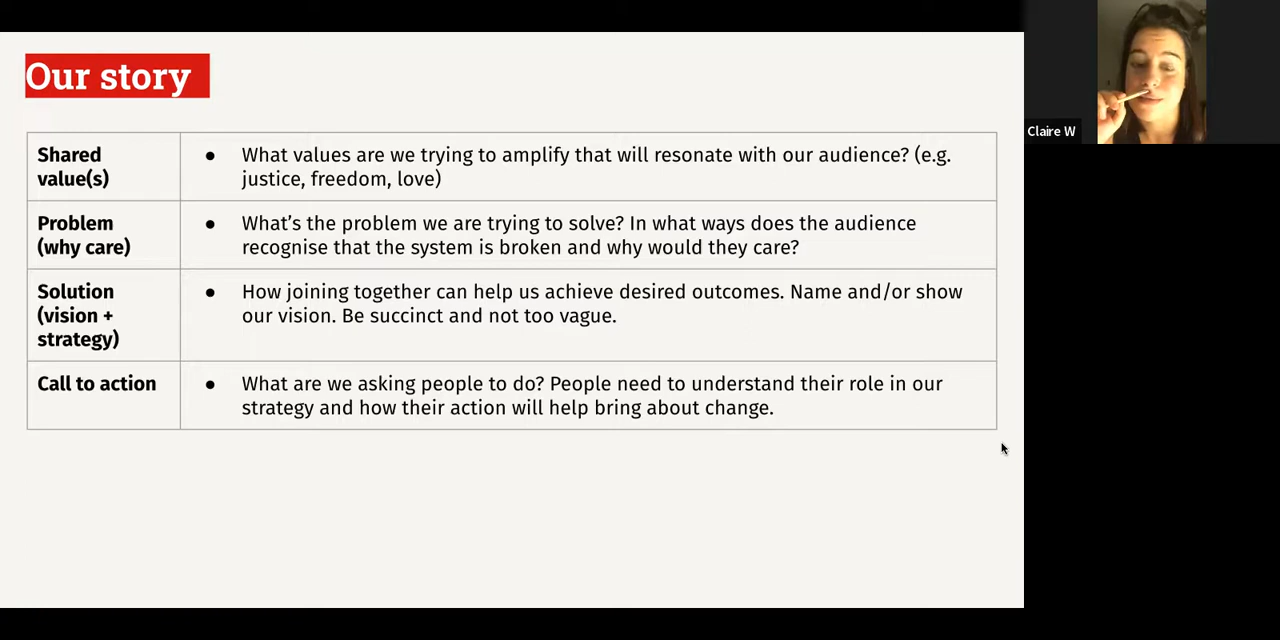 Our story
Shared
value(s)
● What values are we trying to amplify that will resonate with our audience? (e.g.
justice, freedom, love)
Problem
(why care)
● What’s the problem we are trying to solve? In what ways does the audience
recognise that the system is broken and why would they care?
Solution
(vision +
strategy)
● How joining together can help us achieve desired outcomes. Name and/or show
our vision. Be succinct and not too vague.
Call to action
● What are we asking people to do? People need to understand their role in our
strategy and how their action will help bring about change.
Claire W